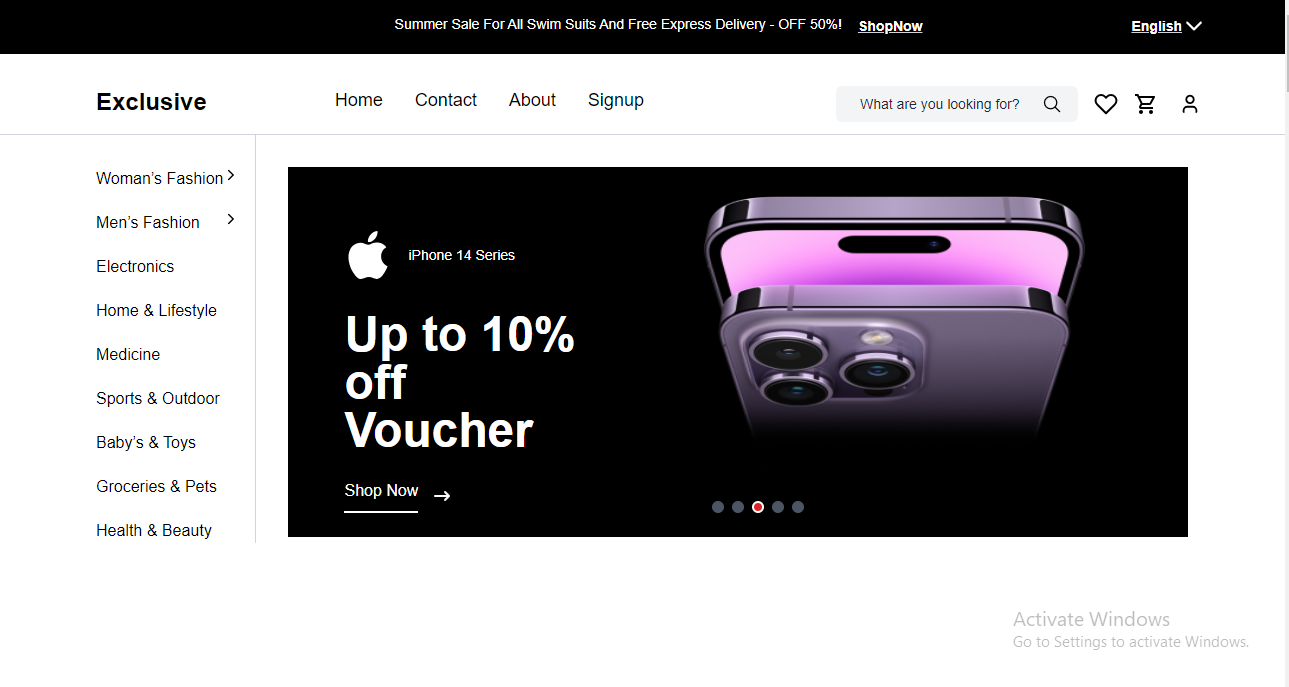 Summer Sale For All Swim Suits And Free Express Delivery - OFF 50%! ShopNow
English
Exclusive
Home
Contact
About
Signup
What are you looking for?
Woman’s Fashion
Men’s Fashion
Electronics
Home & Lifestyle
Medicine
Sports & Outdoor
Baby’s & Toys
Groceries & Pets
Health & Beauty
iPhone 14 Series
Up to 10%
off
Voucher
Shop Now
Activate Windows
Go to Settings to activate Windows.